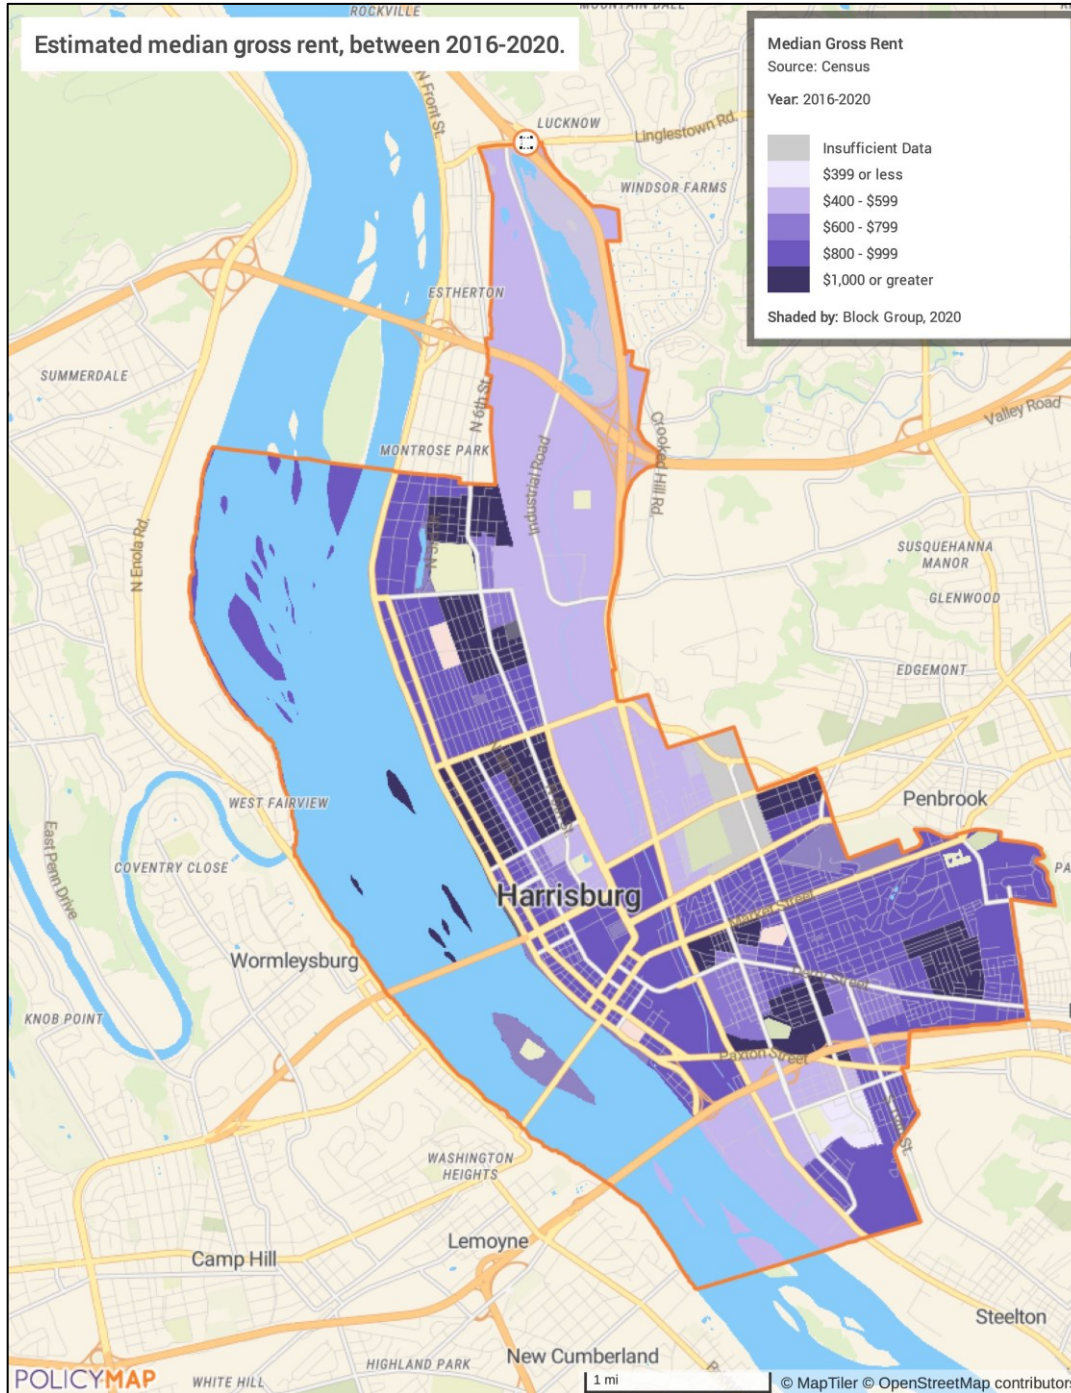 ROCKVILLE
MOUNTAIN DALE
Estimated median gross rent, between 2016-2020.
Median Gross Rent
Source: Census
Year: 2016-2020
Insufficient Data
$399 or less
$400 - $599
$600 - $799
$800 - $999
$1,000 or greater
Shaded by: Block Group, 2020
N Front St.
LUCKNOW
Linglestown Rd.
WINDSOR FARMS
ESTHERTON
SUMMERDALE
N 6th St.
Crooked Hill Rd.
Valley Road
MONTROSE PARK
Industrial Road
N Enola Rd.
SUSQUEHANNA
MANOR
GLENWOOD
EDGEMONT
WEST FAIRVIEW
Penbrook
East Penn Drive
COVENTRY CLOSE
PA
Harrisburg
Market Street
Wormleysburg
Derry Street
KNOB POINT
Paxton Street
WASHINGTON
HEIGHTS
Lemoyne
Camp Hill
Steelton
New Cumberland
HIGHLAND PARK
WHITE HILL
POLICYMAP
1 mi
© MapTiler © OpenStreetMap contributors